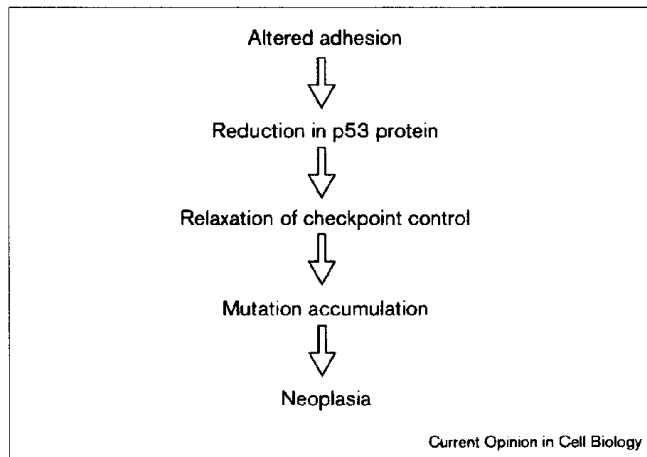 Altered adhesion
Reduction in p53 protein
Relaxation of checkpoint control
Mutation accumulation
Neoplasia
Current Opinion in Cell Biology